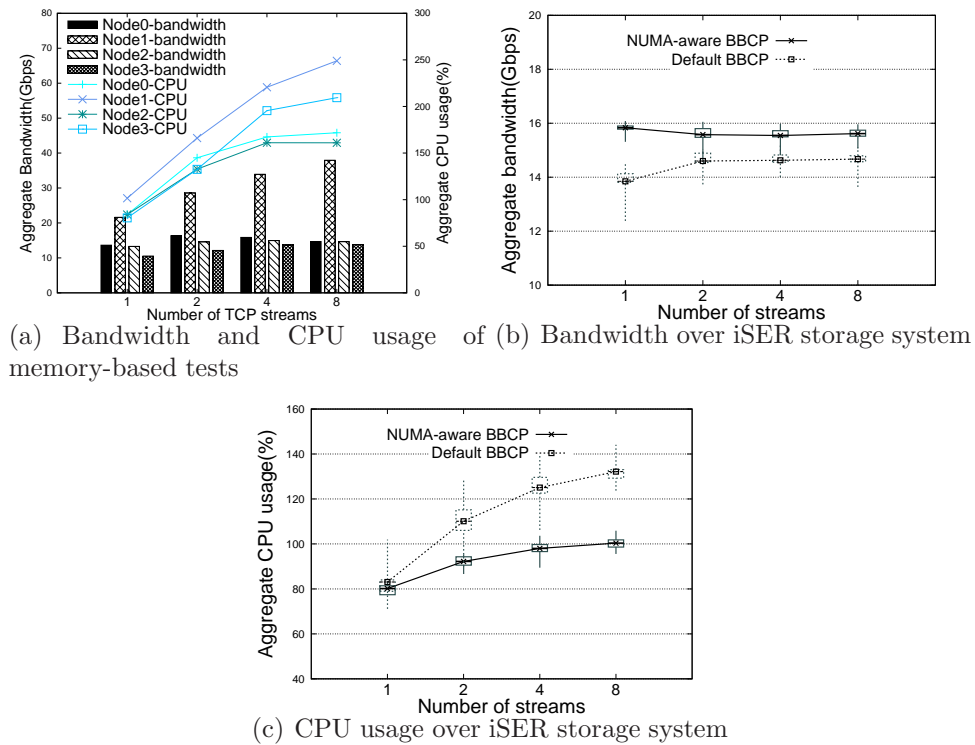 Node0-bandwidth
Node1-bandwidth
Node2-bandwidth
Node3-bandwidth
Node0-CPU
Node1-CPU
Node2-CPU
Node3-CPU
Aggregate Bandwidth(Gbps)
80
70
60
50
40
30
20
10
0
300
250
200
150
100
50
0
Aggregate CPU usage(%)
1 2 4 8
Number of TCP streams
(a) Bandwidth and CPU usage of
memory-based tests
NUMA-aware BBCP
Default BBCP
Aggregate bandwidth(Gbps)
20
18
16
14
12
10
1 2 4 8
Number of streams
(b) Bandwidth over iSER storage system
NUMA-aware BBCP
Default BBCP
Aggregate CPU usage(%)
160
140
120
100
80
60
40
1 2 4 8
Number of streams
(c) CPU usage over iSER storage system